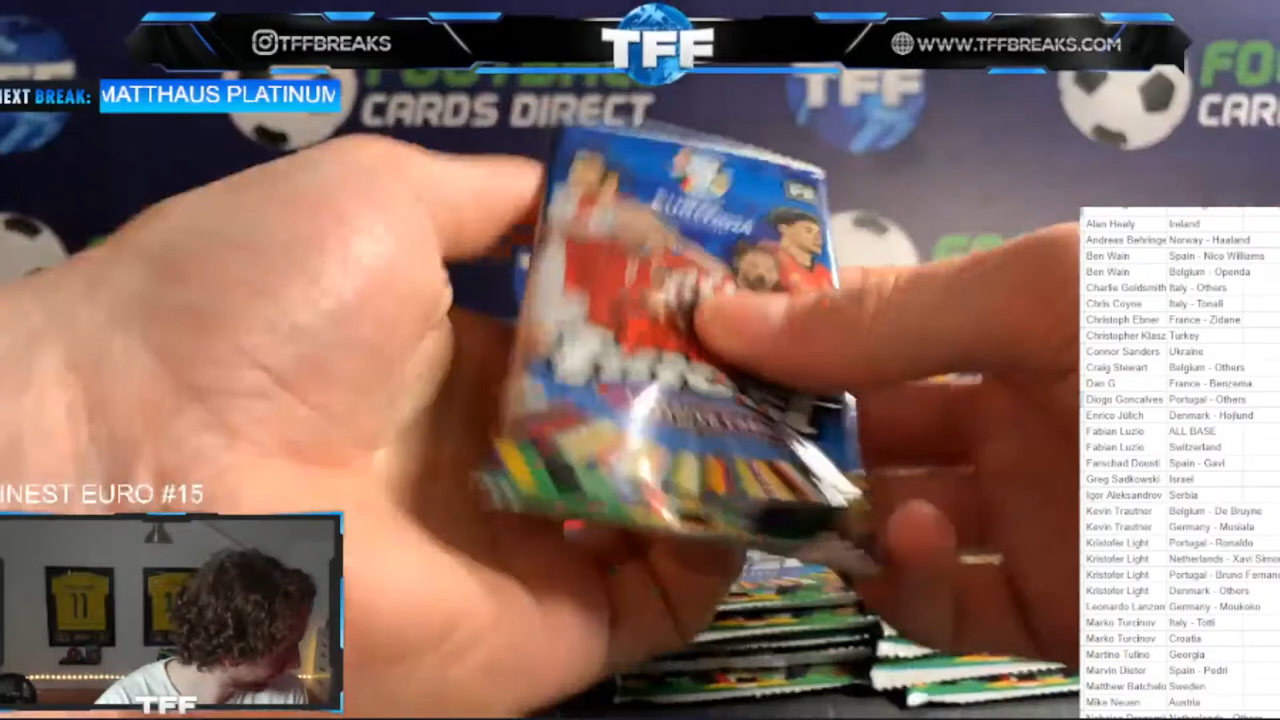 TFFBREAKS
TFF
WWW.TFFBREAKS.COM
NEXT BREAK: MATTHAUS PLATINUM
CARDS DIRECT
TFF
INEST EURO #15
11
TFF
Alan Healy Ireland
Andreas Behringe Norway - Haaland
Ben Wain Spain - Nico Williams
Ben Wain Belgium - Openda
Charlie Goldsmith Italy - Others
Chris Coyne Italy - Tonali
Christoph Ebner France - Zidane
Christopher Klasz Turkey
Connor Sanders Ukraine
Craig Stewart Belgium - Others
Dan G France - Benzema
Diogo Goncalves Portugal - Others
Enrico Jülich Denmark - Hojlund
Fabian Luzio ALL BASE
Fabian Luzio Switzerland
Farschad Dousti Spain - Gavi
Greg Sadkowski Israel
Igor Aleksandrov Serbia
Kevin Trautner Belgium - De Bruyne
Kevin Trautner Germany - Musiala
Kristofer Light Portugal - Ronaldo
Kristofer Light Netherlands - Xavi Simon
Kristofer Light Portugal - Bruno Fernan
Kristofer Light Denmark - Others
Leonardo Lanzon Germany - Moukoko
Marko Turcinov Italy - Totti
Marko Turcinov Croatia
Martino Tulino Georgia
Marvin Dieter Spain - Pedri
Matthew Batchelo Sweden
Mike Neuen Austria